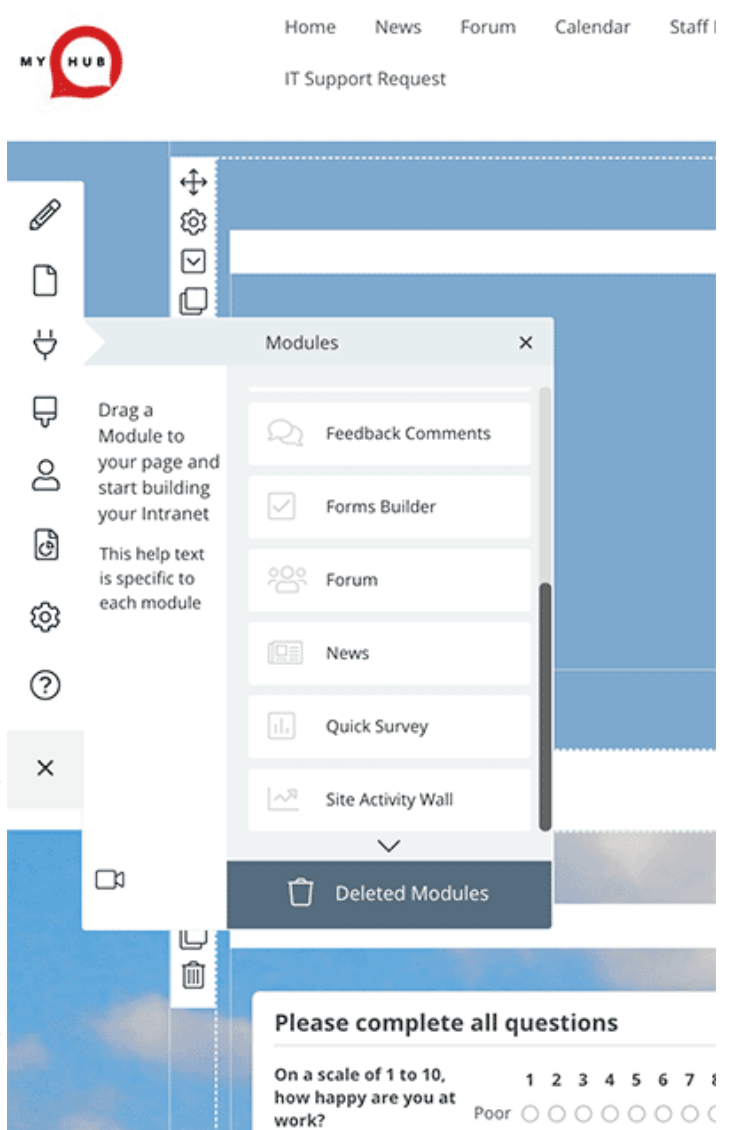 MY HUB
Home News Forum Calendar Staff
IT Support Request
Modules
Drag a
Module to
your page and
start building
your Intranet
This help text
is specific to
each module
Feedback Comments
Forms Builder
Forum
News
Quick Survey
Site Activity Wall
Deleted Modules
Please complete all questions
On a scale of 1 to 10,
how happy are you at
work?
1 2 3 4 5 6 7 8
Poor